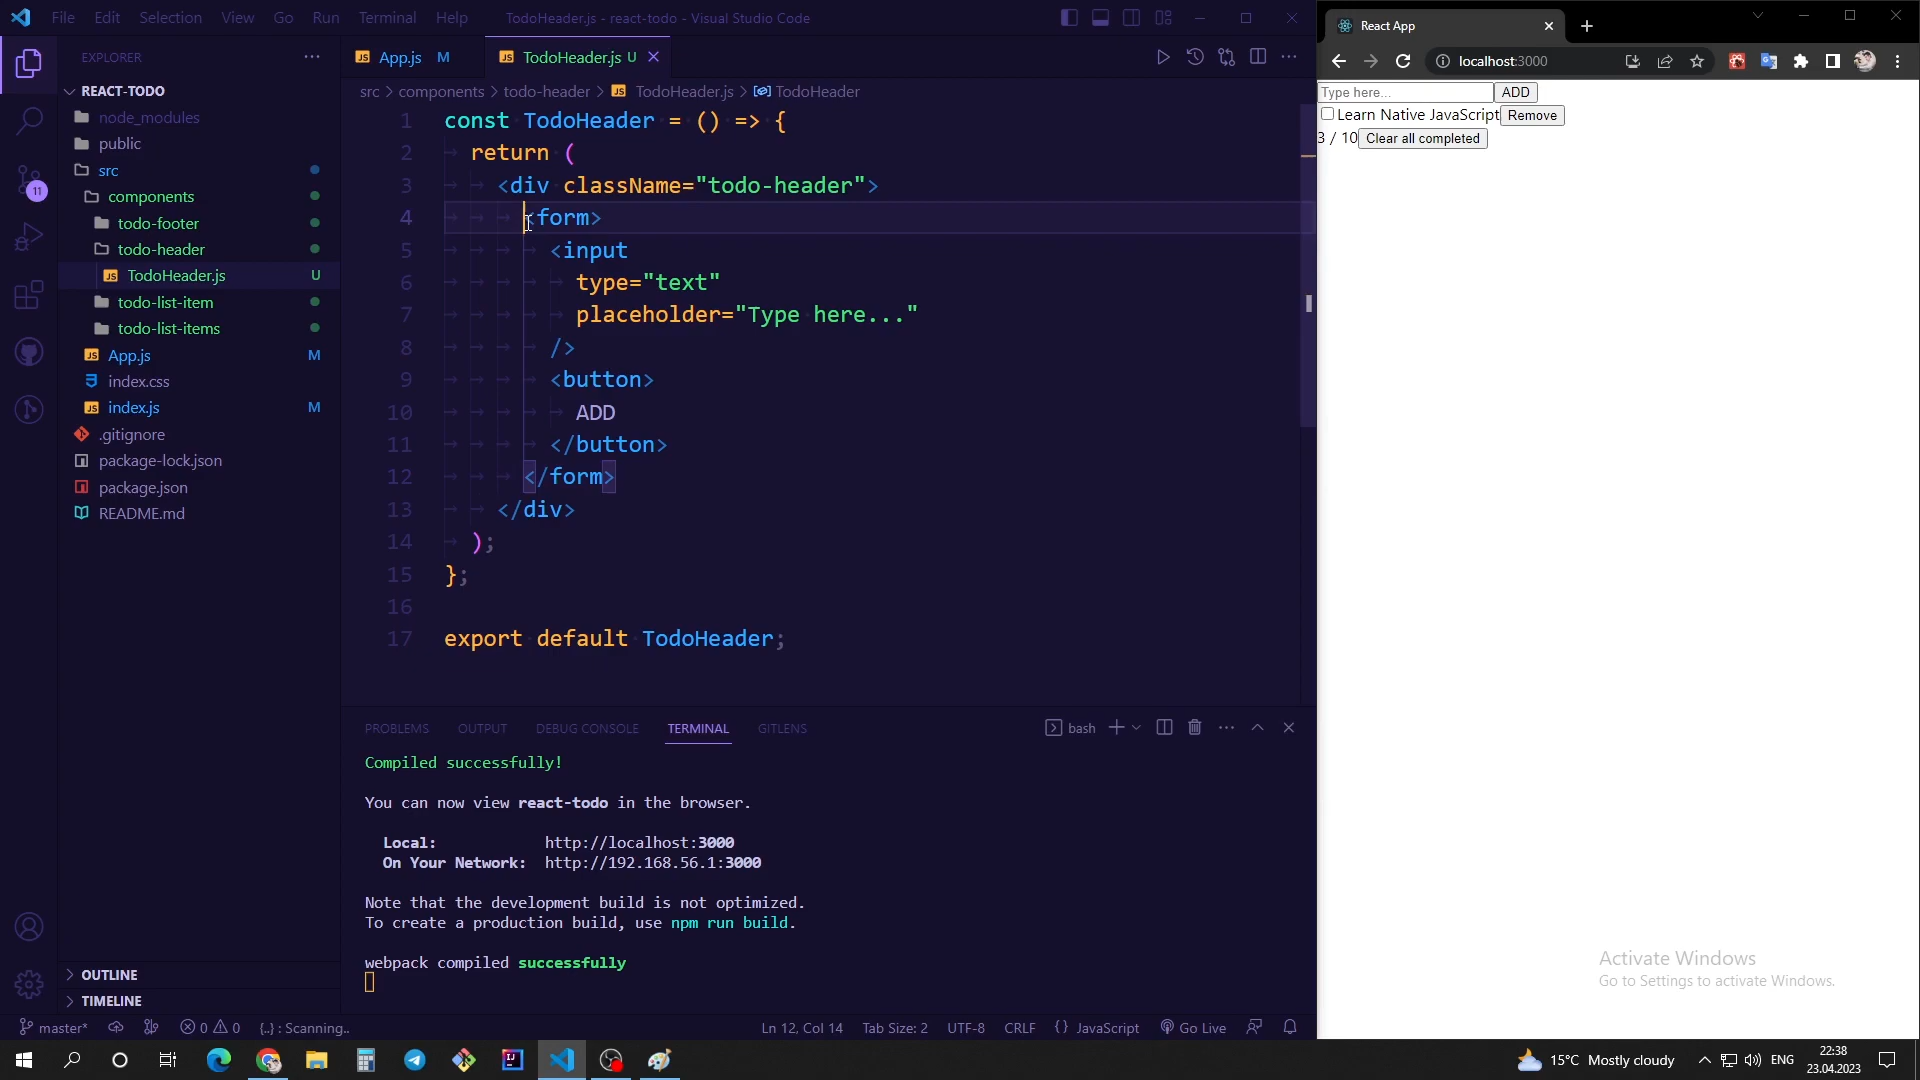 File Edit Selection View Go Run Terminal Help
TodoHeader.js - react-todo - Visual Studio Code
EXPLORER
REACT-TODO
node_modules
public
src
components
todo-footer
todo-header
TodoHeader.js U
todo-list-item
todo-list-items
App.js M
index.css
index.js M
.gitignore
package-lock.json
package.json
README.md
OUTLINE
TIMELINE
11
App.js M
TodoHeader.js U
src > components > todo-header > JS TodoHeader.js > TodoHeader
1 const TodoHeader = () => {
2 return (
3 <div className="todo-header">
4 <form>
5 <input
6 type="text"
7 placeholder="Type here..."
8 />
9 <button>
10 ADD
11 </button>
12 </form>
13 </div>
14 );
15 };
16
17 export default TodoHeader;
PROBLEMS OUTPUT DEBUG CONSOLE TERMINAL GITLENS
bash
Compiled successfully!
You can now view react-todo in the browser.
Local: http://localhost:3000
On Your Network: http://192.168.56.1:3000
Note that the development build is not optimized.
To create a production build, use npm run build.
webpack compiled successfully
master* 0 0 {..} : Scanning..
Ln 12, Col 14 Tab Size: 2 UTF-8 CRLF {} JavaScript Go Live
React App
localhost:3000
Type here... ADD
Learn Native JavaScript Remove
3 / 10 Clear all completed
Activate Windows
Go to Settings to activate Windows.
15°C Mostly cloudy
ENG
22:38
23.04.2023